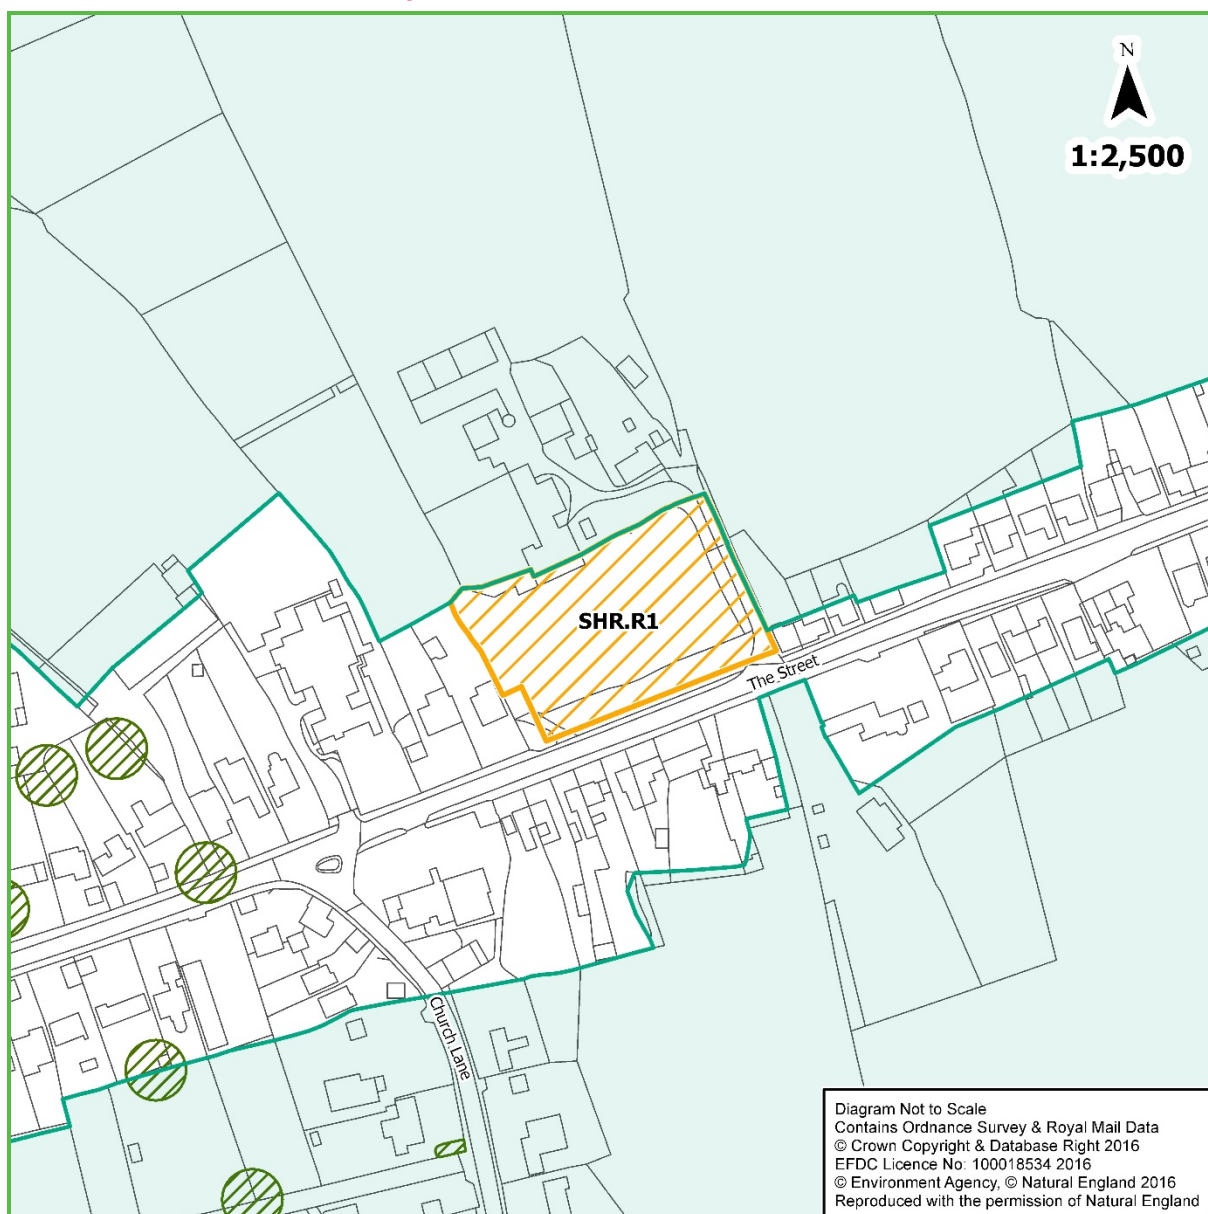 N
1:2,500
SHR.R1
The Street
Church Lane
Diagram Not to Scale
Contains Ordnance Survey & Royal Mail Data
© Crown Copyright & Database Right 2016
EFDC Licence No: 100018534 2016
© Environment Agency, © Natural England 2016
Reproduced with the permission of Natural England